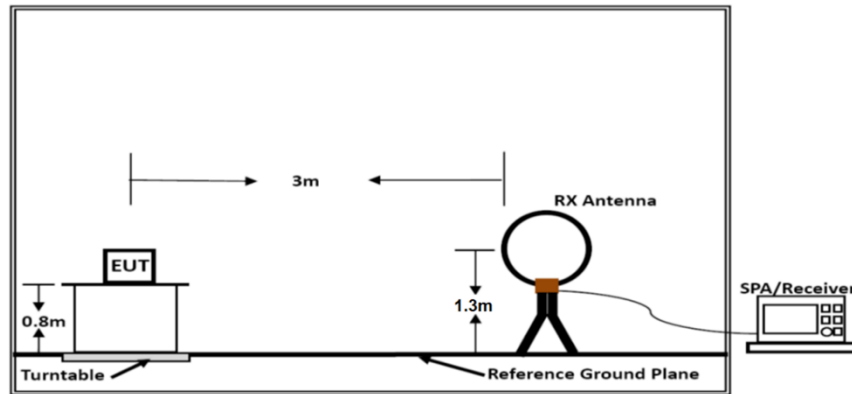 3m
RX Antenna
EUT
SPA/Receiver
0.8m
1.3m
Turntable
Reference Ground Plane